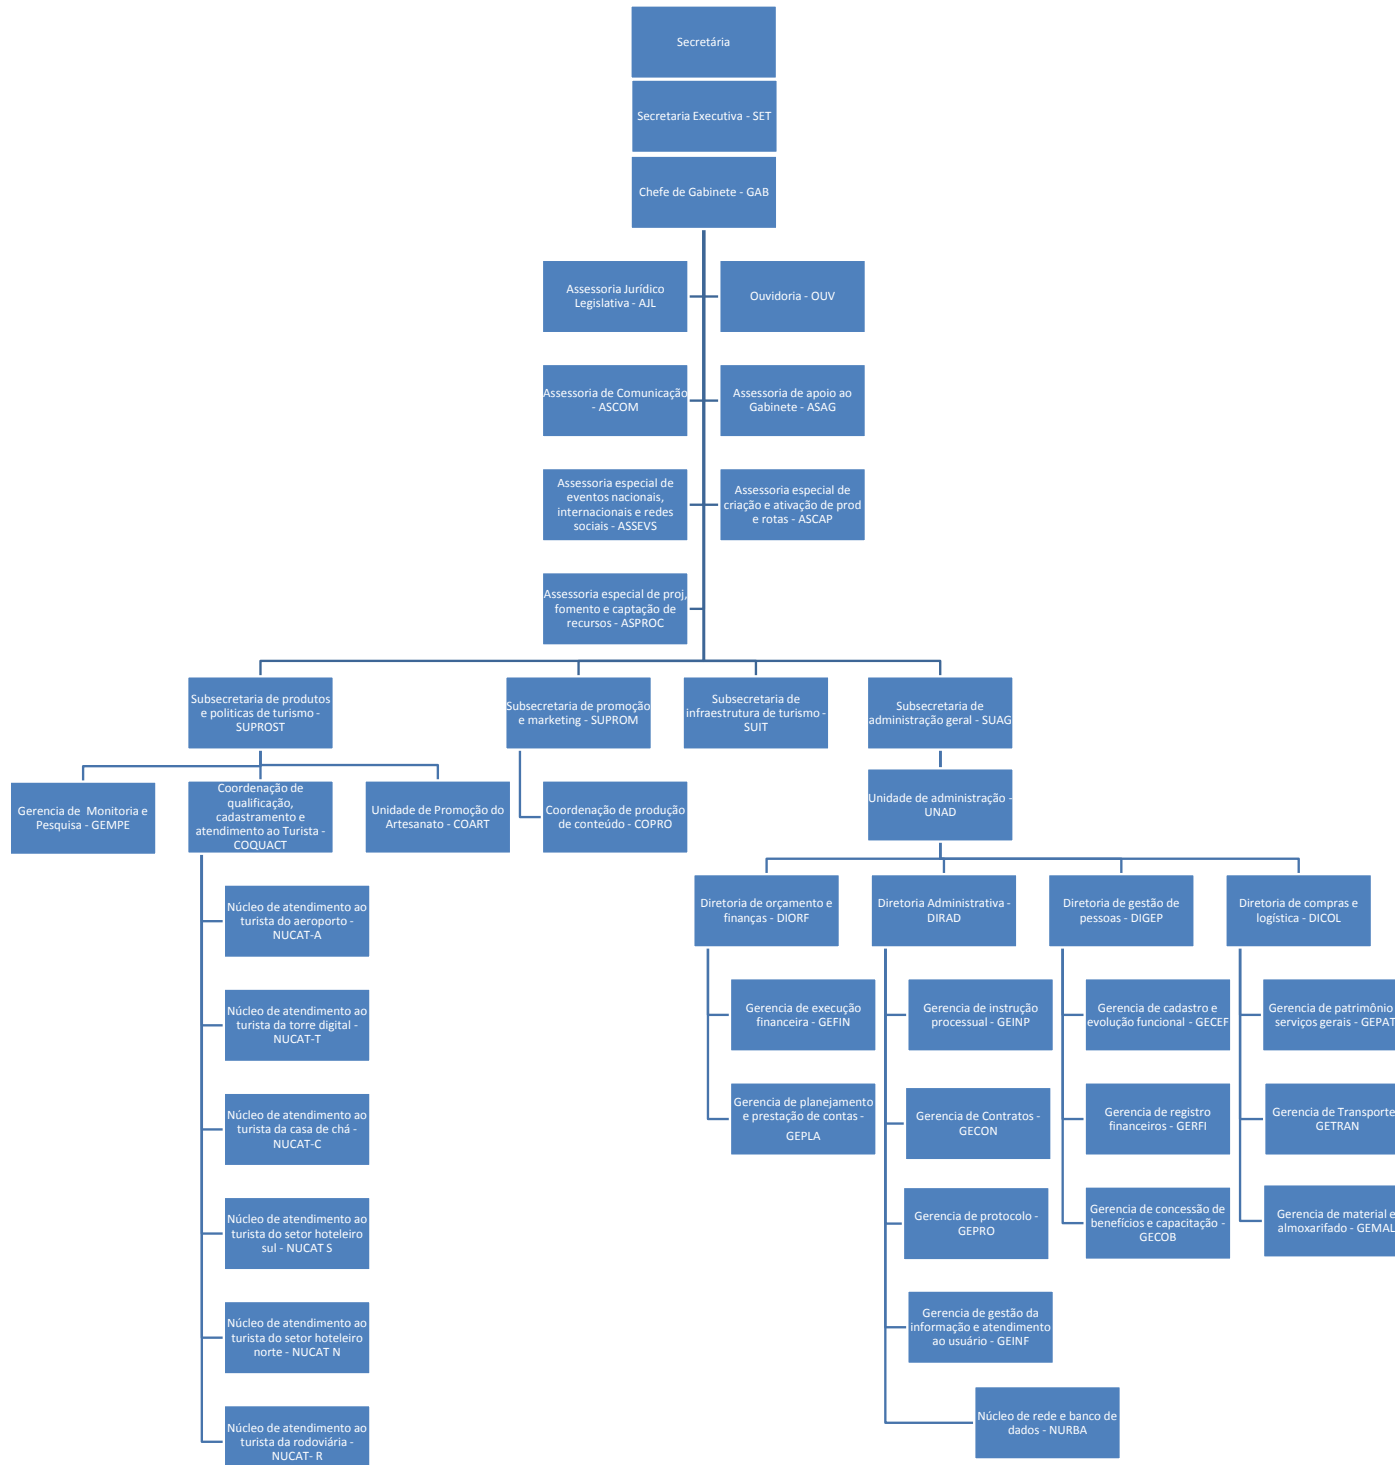 Secretária
Secretaria Executiva - SET
Chefe de Gabinete - GAB
Assessoria Jurídico
Legislativa - AJL
Ouvidoria - OUV
Assessoria de Comunicação
- ASCOM
Assessoria de apoio ao
Gabinete - ASAG
Assessoria especial de
eventos nacionais,
internacionais e redes
sociais - ASSEVS
Assessoria especial de
criação e ativação de prod
e rotas - ASCAP
Assessoria especial de proj,
fomento e captação de
recursos - ASPROC
Subsecretaria de produtos
e politicas de turismo -
SUPROST
Subsecretaria de promoção
e marketing - SUPROM
Subsecretaria de
infraestrutura de turismo -
SUIT
Subsecretaria de
administração geral - SUAG
Gerencia de  Monitoria e
Pesquisa - GEMPE
Coordenação de
qualificação,
cadastramento e
atendimento ao Turista -
COQUACT
Unidade de Promoção do
Artesanato - COART
Coordenação de produção
de conteúdo - COPRO
Unidade de administração -
UNAD
Núcleo de atendimento ao
turista do aeroporto -
NUCAT-A
Núcleo de atendimento ao
turista da torre digital -
NUCAT-T
Núcleo de atendimento ao
turista da casa de chá -
NUCAT-C
Núcleo de atendimento ao
turista do setor hoteleiro
sul - NUCAT S
Núcleo de atendimento ao
turista do setor hoteleiro
norte - NUCAT N
Núcleo de atendimento ao
turista da rodoviária -
NUCAT- R
Diretoria de orçamento e
finanças - DIORF
Diretoria Administrativa -
DIRAD
Diretoria de gestão de
pessoas - DIGEP
Diretoria de compras e
logística - DICOL
Gerencia de execução
financeira - GEFIN
Gerencia de planejamento
e prestação de contas -
GEPLA
Gerencia de instrução
processual - GEINP
Gerencia de Contratos -
GECON
Gerencia de protocolo -
GEPRO
Gerencia de gestão da
informação e atendimento
ao usuário - GEINF
Núcleo de rede e banco de
dados - NURBA
Gerencia de cadastro e
evolução funcional - GECEF
Gerencia de registro
financeiros - GERFI
Gerencia de concessão de
benefícios e capacitação -
GECOB
Gerencia de patrimônio
serviços gerais - GEPAT
Gerencia de Transporte
GETRAN
Gerencia de material e
almoxarifado - GEMAL